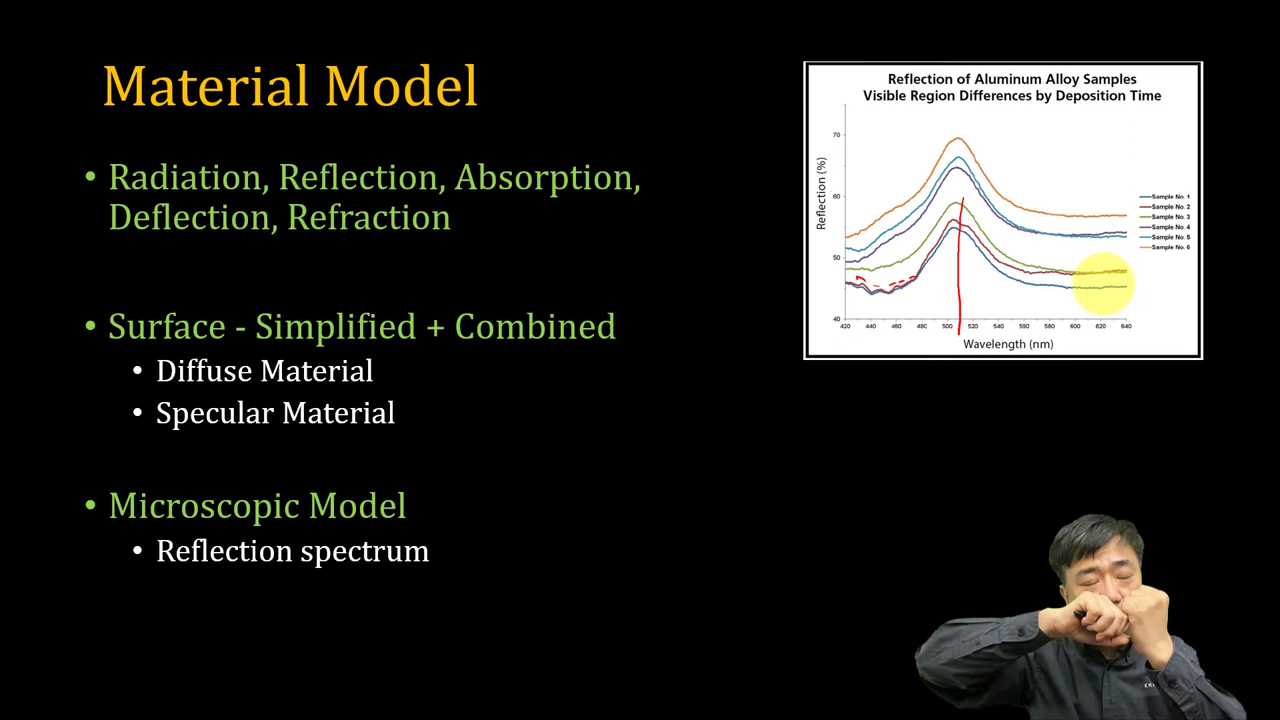 Material Model
• Radiation, Reflection, Absorption,
Deflection, Refraction
• Surface - Simplified + Combined
• Diffuse Material
• Specular Material
• Microscopic Model
• Reflection spectrum
Reflection of Aluminum Alloy Samples
Visible Region Differences by Deposition Time
Reflection (%)
70
60
50
40
420 440 460 480 500 520 540 560 580 600 620 640
Wavelength (nm)
Sample No. 1
Sample No. 2
Sample No. 3
Sample No. 4
Sample No. 5
Sample No. 6